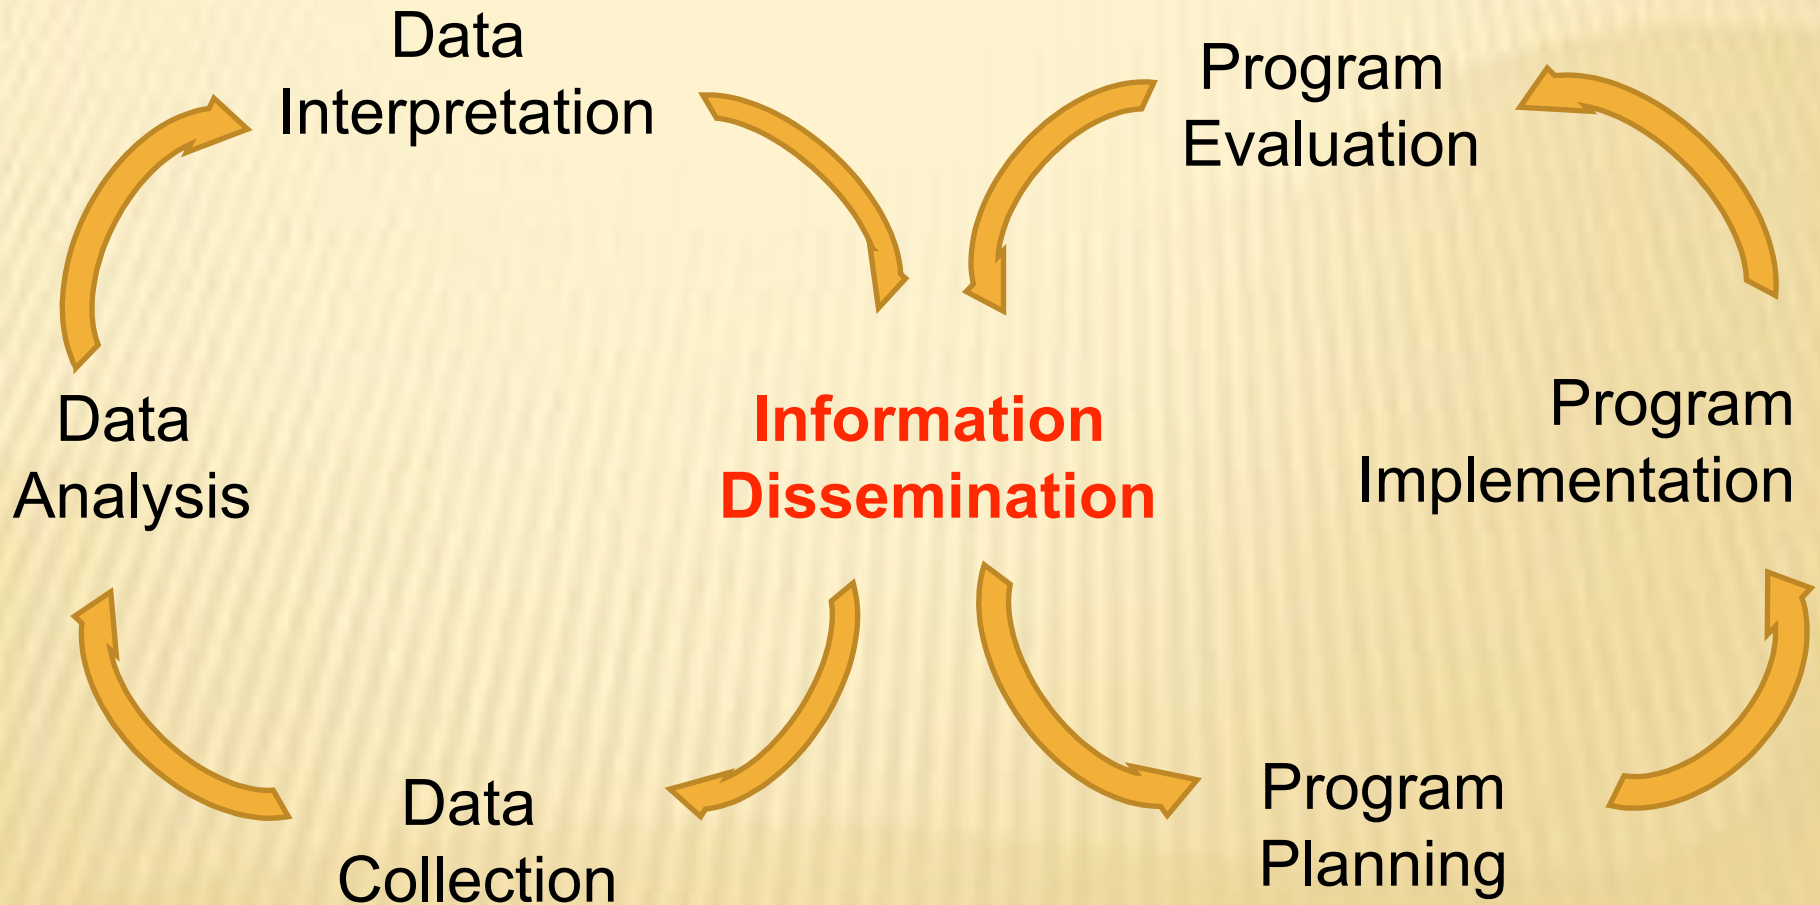 Data
Interpretation
Program
Evaluation
Data
Analysis
Information
Dissemination
Program
Implementation
Data
Collection
Program
Planning